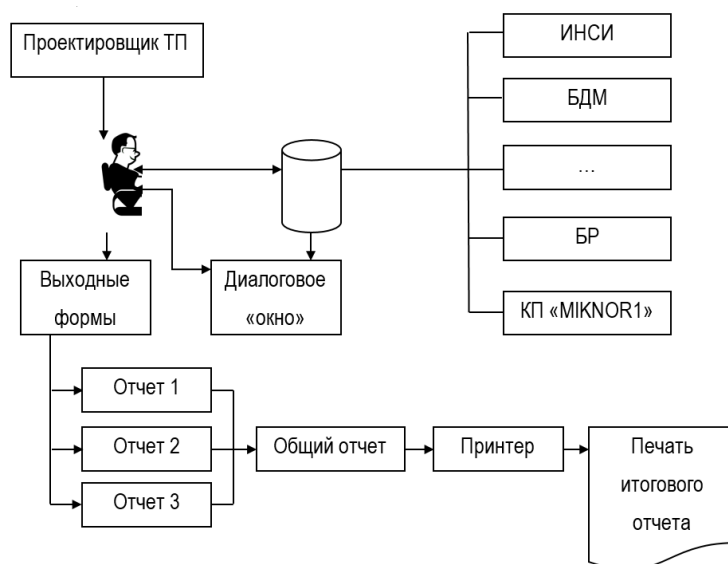 Проектировщик ТП
ИНСИ
БДМ
...
БР
КП «MIKNOR1»
Выходные
формы
Диалоговое
«окно»
Отчет 1
Отчет 2
Отчет 3
Общий отчет
Принтер
Печать
итогового
отчета